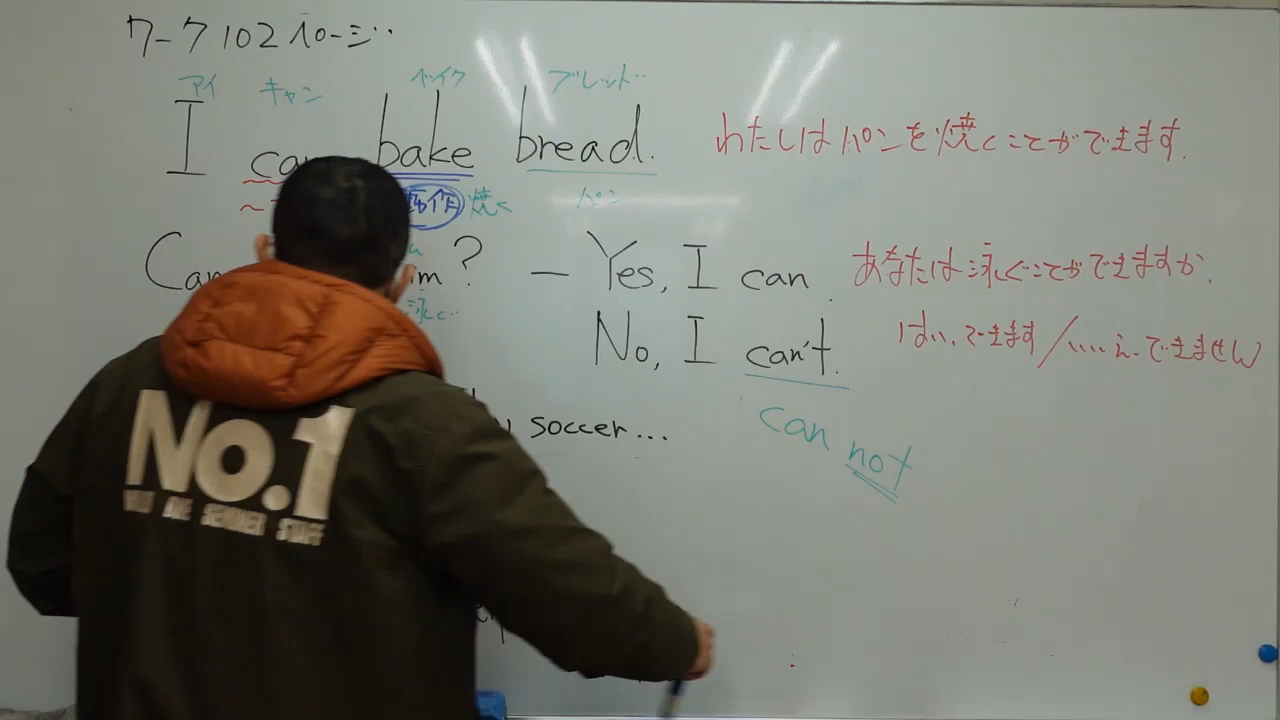 ワーク102ページ
アイ キャン ベイク ブレッド
I can bake bread. わたしはパンを焼くことができます.
焼く パン
Can ? — Yes, I can. あなたは泳ぐことができますか.
No, I can't. はい、できます/いいえ、できません
soccer...
can not
No.1
YOU ARE